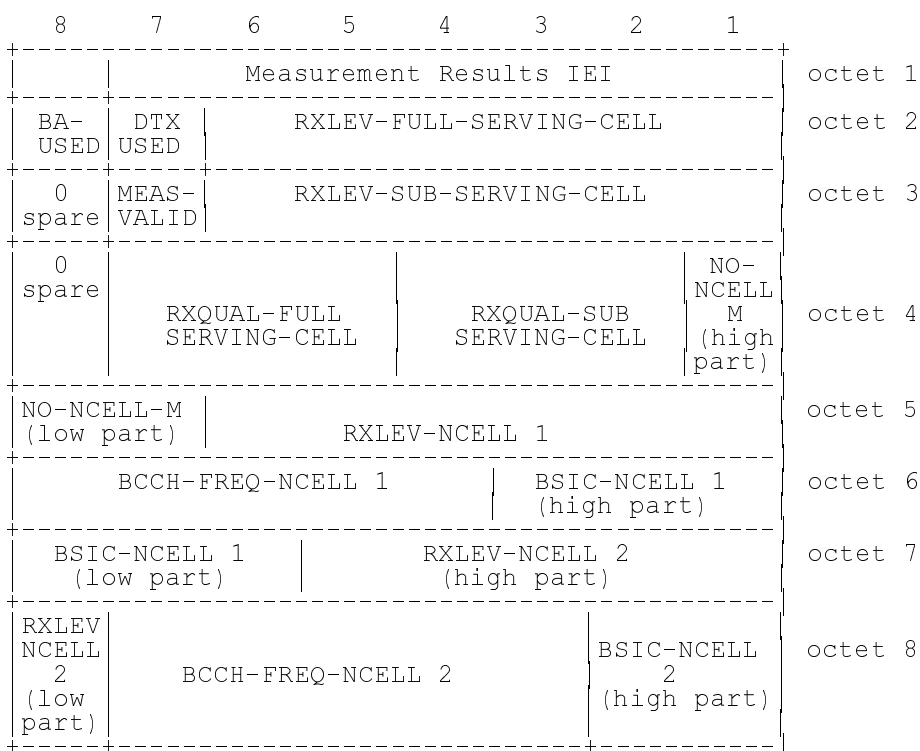 8 7 6 5 4 3 2 1
Measurement Results IEI octet 1
BA- DTX RXLEV-FULL-SERVING-CELL octet 2
USED USED
0 MEAS- RXLEV-SUB-SERVING-CELL octet 3
spare VALID
0 NO-
spare NCELL
RXQUAL-FULL RXQUAL-SUB M octet 4
SERVING-CELL SERVING-CELL (high
part)
NO-NCELL-M octet 5
(low part) RXLEV-NCELL 1
BCCH-FREQ-NCELL 1 BSIC-NCELL 1 octet 6
(high part)
BSIC-NCELL 1 RXLEV-NCELL 2 octet 7
(low part) (high part)
RXLEV
NCELL BSIC-NCELL octet 8
2 BCCH-FREQ-NCELL 2 2
(low (high part)
part)